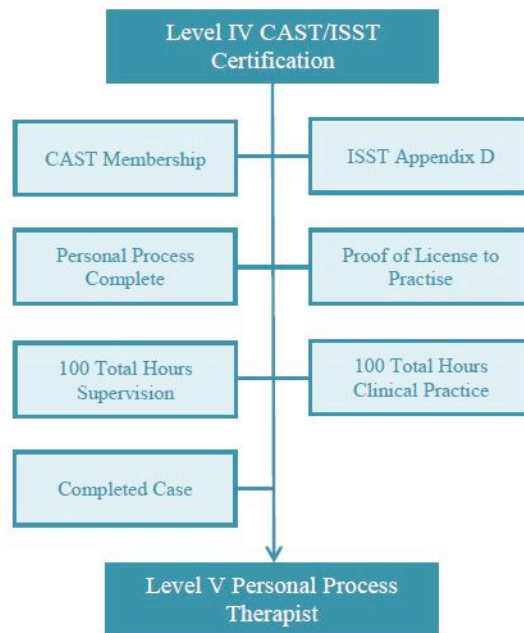 Level IV CAST/ISST
Certification
CAST Membership
ISST Appendix D
Personal Process
Complete
Proof of License to
Practise
100 Total Hours
Supervision
100 Total Hours
Clinical Practice
Completed Case
Level V Personal Process
Therapist